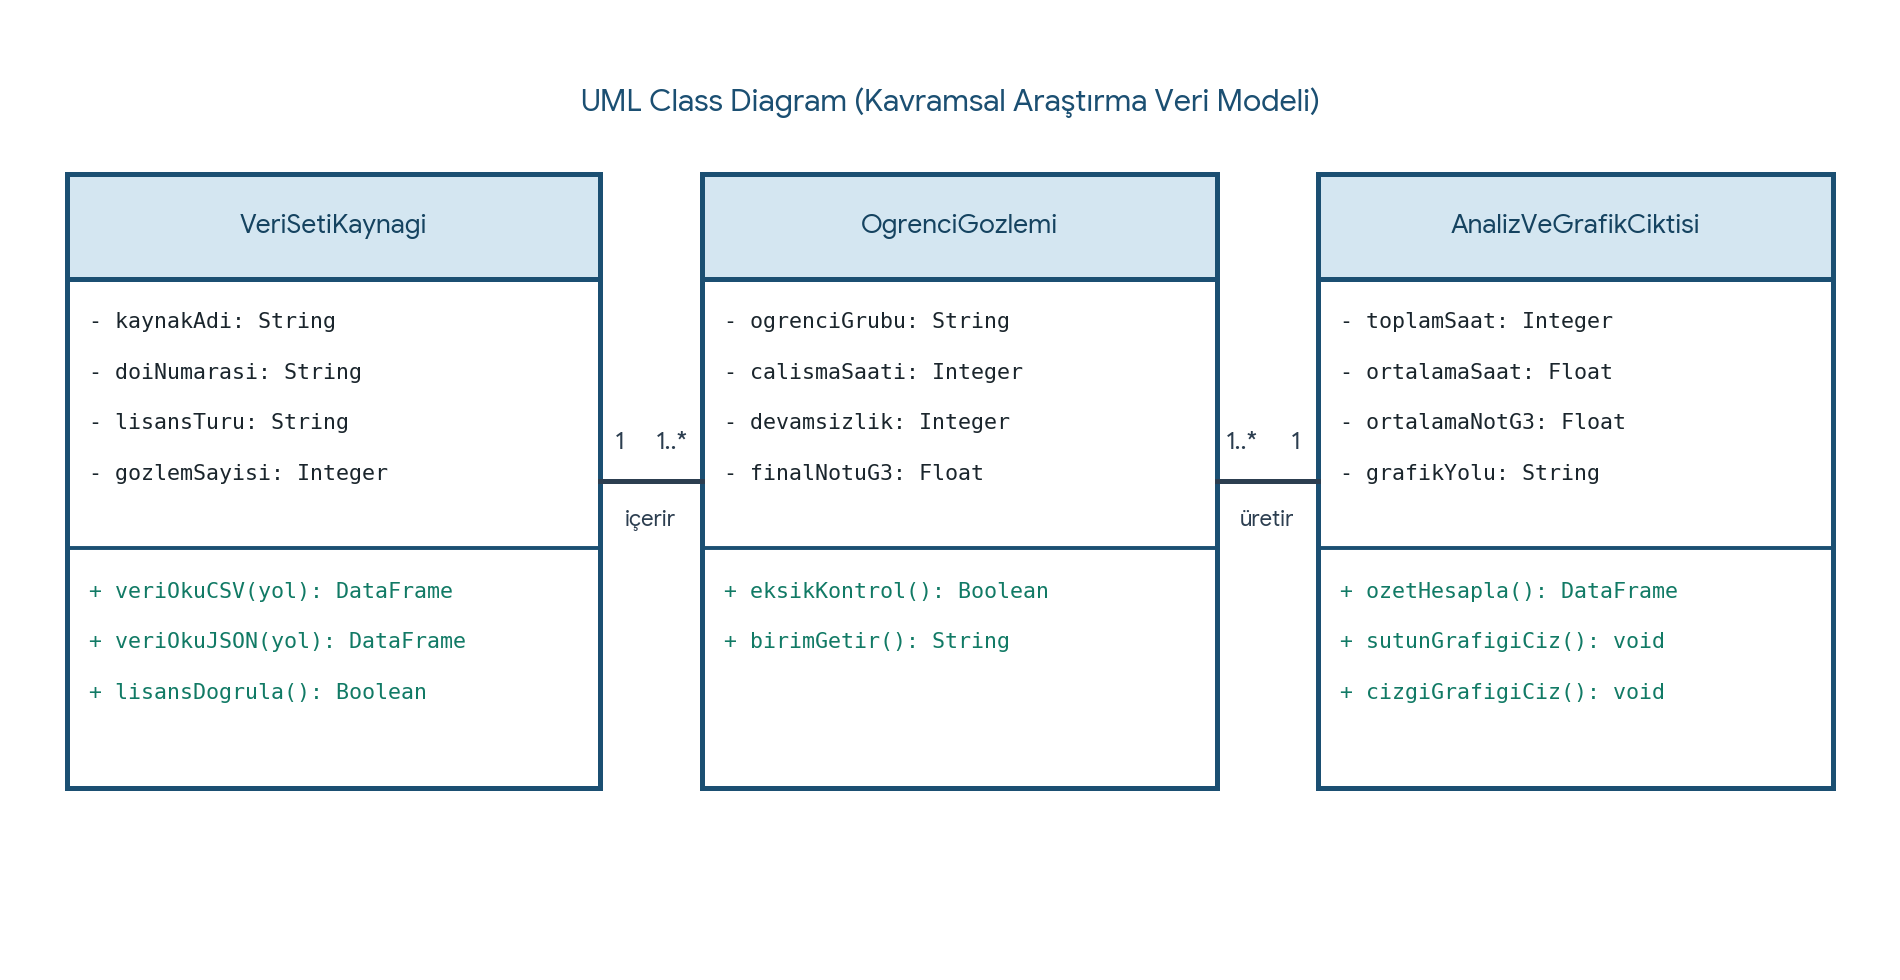 UML Class Diagram (Kavramsal Araştırma Veri Modeli)
VeriSetiKaynagi
- kaynakAdi: String
- doiNumarasi: String
- lisansTuru: String
- gozlemSayisi: Integer
+ veriOkuCSV(yol): DataFrame
+ veriOkuJSON(yol): DataFrame
+ lisansDogrula(): Boolean
1 1..*
içerir
OgrenciGozlemi
- ogrenciGrubu: String
- calismaSaati: Integer
- devamsizlik: Integer
- finalNotuG3: Float
+ eksikKontrol(): Boolean
+ birimGetir(): String
1..* 1
üretir
AnalizVeGrafikCiktisi
- toplamSaat: Integer
- ortalamaSaat: Float
- ortalamaNotG3: Float
- grafikYolu: String
+ ozetHesapla(): DataFrame
+ sutunGrafigiCiz(): void
+ cizgiGrafigiCiz(): void